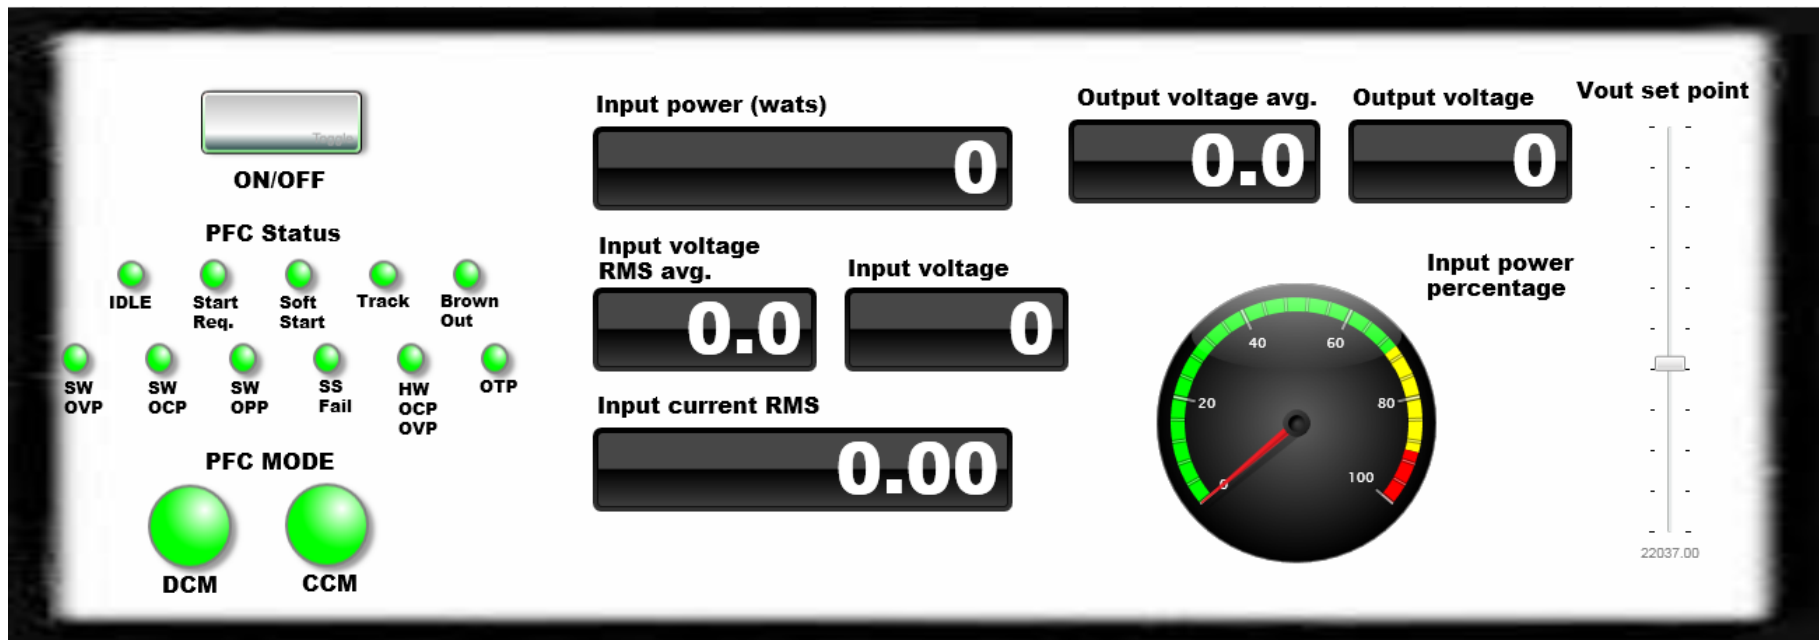 Toggle
ON/OFF
PFC Status
IDLE
Start
Req.
Soft
Start
Track
Brown
Out
SW
OVP
SW
OCP
SW
OPP
SS
Fail
HW
OCP
OVP
OTP
PFC MODE
DCM
CCM
Input power (wats)
0
Input voltage
RMS avg.
0.0
Input voltage
0
Input current RMS
0.00
Output voltage avg.
0.0
Output voltage
0
Input power
percentage
0
20
40
60
80
100
Vout set point
22037.00